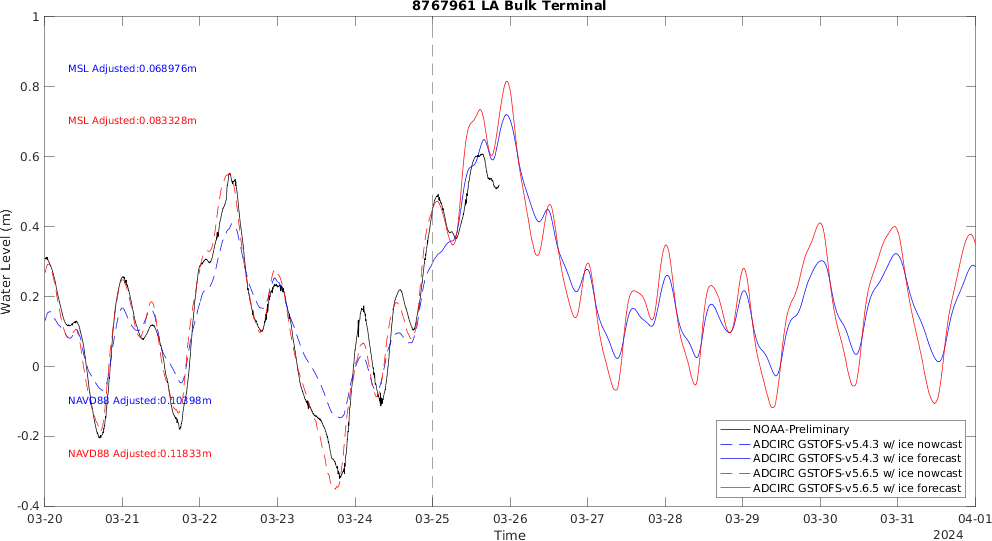 8767961 LA Bulk Terminal
1
0.8
0.6
0.4
0.2
0
-0.2
-0.4
Water Level (m)
MSL Adjusted:0.068976m
MSL Adjusted:0.083328m
NAVD88 Adjusted:0.10398m
NAVD88 Adjusted:0.11833m
NOAA-Preliminary
ADCIRC GSTOFS-v5.4.3 w/ ice nowcast
ADCIRC GSTOFS-v5.4.3 w/ ice forecast
ADCIRC GSTOFS-v5.6.5 w/ ice nowcast
ADCIRC GSTOFS-v5.6.5 w/ ice forecast
03-20 03-21 03-22 03-23 03-24 03-25 03-26 03-27 03-28 03-29 03-30 03-31 04-01
Time
2024